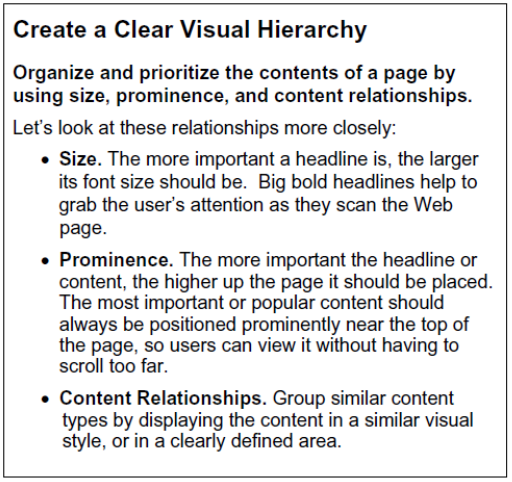 Create a Clear Visual Hierarchy
Organize and prioritize the contents of a page by
using size, prominence, and content relationships.
Let’s look at these relationships more closely:
• Size. The more important a headline is, the larger
its font size should be.  Big bold headlines help to
grab the user’s attention as they scan the Web
page.
• Prominence. The more important the headline or
content, the higher up the page it should be placed.
The most important or popular content should
always be positioned prominently near the top of
the page, so users can view it without having to
scroll too far.
• Content Relationships. Group similar content
types by displaying the content in a similar visual
style, or in a clearly defined area.